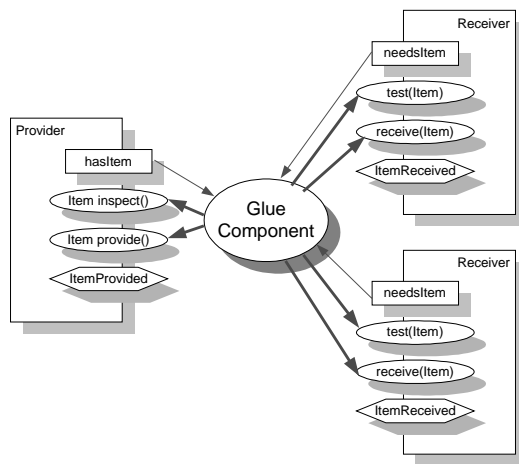 Provider
hasItem
Item inspect()
Item provide()
ItemProvided
Glue
Component
Receiver
needsItem
test(Item)
receive(Item)
ItemReceived
Receiver
needsItem
test(Item)
receive(Item)
ItemReceived